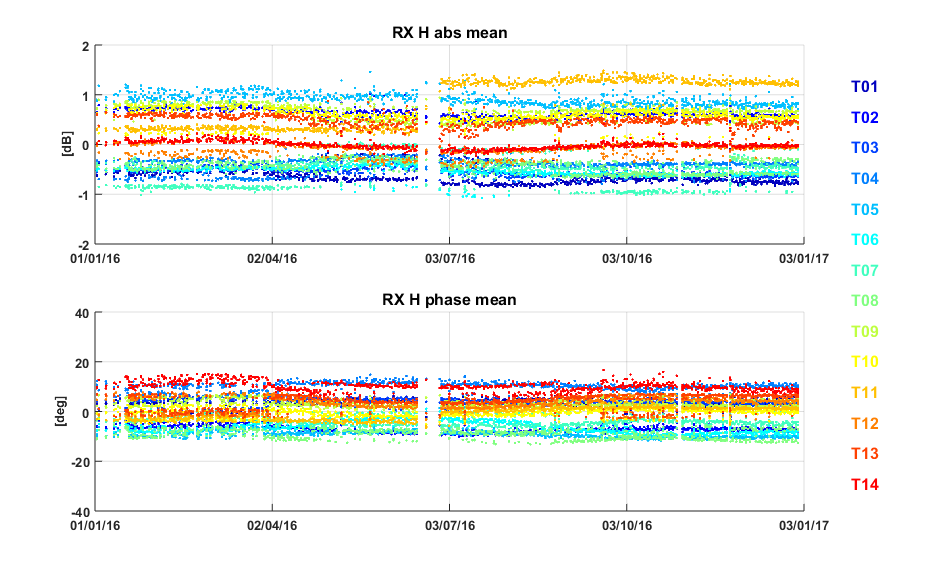 RX H abs mean
2
1
0
-1
-2
[dB]
01/01/16 02/04/16 03/07/16 03/10/16 03/01/17
RX H phase mean
40
20
0
-20
-40
[deg]
01/01/16 02/04/16 03/07/16 03/10/16 03/01/17
T01
T02
T03
T04
T05
T06
T07
T08
T09
T10
T11
T12
T13
T14